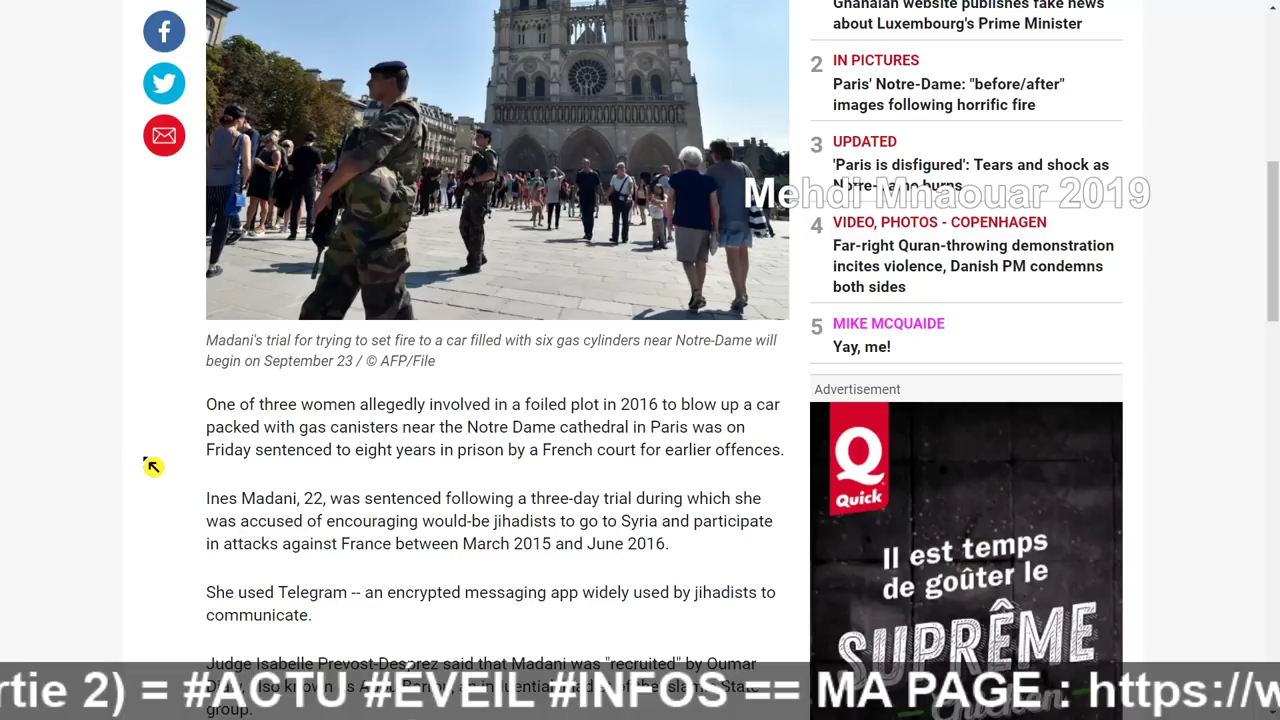 Ghanaian website publishes fake news
about Luxembourg's Prime Minister
2
IN PICTURES
Paris' Notre-Dame: "before/after"
images following horrific fire
3
UPDATED
'Paris is disfigured': Tears and shock as
Notre-Dame burns
Mehdi Mnaouar 2019
4
VIDEO, PHOTOS - COPENHAGEN
Far-right Quran-throwing demonstration
incites violence, Danish PM condemns
both sides
5
MIKE MCQUAIDE
Yay, me!
Madani's trial for trying to set fire to a car filled with six gas cylinders near Notre-Dame will
begin on September 23 / © AFP/File
One of three women allegedly involved in a foiled plot in 2016 to blow up a car
packed with gas canisters near the Notre Dame cathedral in Paris was on
Friday sentenced to eight years in prison by a French court for earlier offences.
Ines Madani, 22, was sentenced following a three-day trial during which she
was accused of encouraging would-be jihadists to go to Syria and participate
in attacks against France between March 2015 and June 2016.
She used Telegram -- an encrypted messaging app widely used by jihadists to
communicate.
Judge Isabelle Prevost-Desprez said that Madani was "recruited" by Oumar
group.
Advertisement
Q
Quick
Il est temps
de goûter le
SUPRÊME
Chicken
rtie 2) = #ACTU #ÉVEIL #INFOS == MA PAGE : https://w